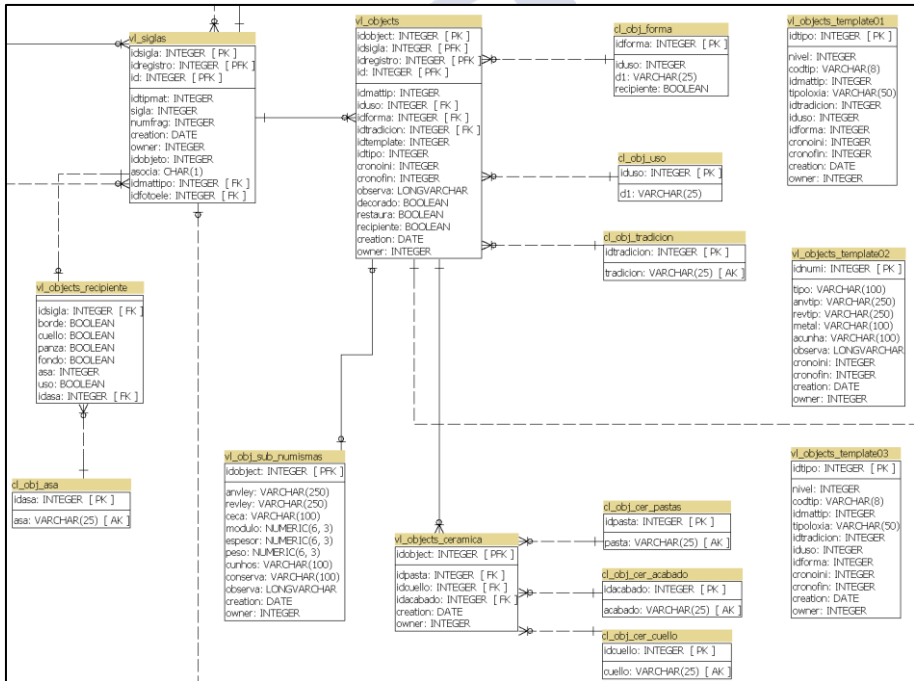 vl_siglas
idsigla: INTEGER [ PK ]
idregistro: INTEGER [ PFK ]
id: INTEGER [ PFK ]
idtipmat: INTEGER
sigla: INTEGER
numfrag: INTEGER
creation: DATE
owner: INTEGER
idobjeto: INTEGER
asocia: CHAR(1)
idmattipo: INTEGER [ FK ]
idfotoele: INTEGER [ FK ]
vl_objects
idobject: INTEGER [ PK ]
idsigla: INTEGER [ PFK ]
idregistro: INTEGER [ PFK ]
id: INTEGER [ PFK ]
idmattip: INTEGER
iduso: INTEGER [ FK ]
idforma: INTEGER [ FK ]
idtradicion: INTEGER [ FK ]
idtemplate: INTEGER
idtipo: INTEGER
cronoini: INTEGER
cronofin: INTEGER
observa: LONGVARCHAR
decorado: BOOLEAN
restaura: BOOLEAN
recipiente: BOOLEAN
creation: DATE
owner: INTEGER
cl_obj_forma
idforma: INTEGER [ PK ]
iduso: INTEGER
d1: VARCHAR(25)
recipiente: BOOLEAN
vl_objects_template01
idtipo: INTEGER [ PK ]
nivel: INTEGER
codtip: VARCHAR(8)
idmattip: INTEGER
tipoloxia: VARCHAR(50)
idtradicion: INTEGER
iduso: INTEGER
idforma: INTEGER
cronoini: INTEGER
cronofin: INTEGER
creation: DATE
owner: INTEGER
cl_obj_uso
iduso: INTEGER [ PK ]
d1: VARCHAR(25)
cl_obj_tradicion
idtradicion: INTEGER [ PK ]
tradicion: VARCHAR(25) [ AK ]
vl_objects_template02
idnumi: INTEGER [ PK ]
tipo: VARCHAR(100)
anvtip: VARCHAR(250)
revtip: VARCHAR(250)
metal: VARCHAR(100)
acunha: VARCHAR(100)
observa: LONGVARCHAR
cronoini: INTEGER
cronofin: INTEGER
creation: DATE
owner: INTEGER
vl_objects_recipiente
idsigla: INTEGER [ FK ]
borde: BOOLEAN
cuello: BOOLEAN
panza: BOOLEAN
fondo: BOOLEAN
asa: INTEGER
uso: BOOLEAN
idasa: INTEGER [ FK ]
cl_obj_asa
idasa: INTEGER [ PK ]
asa: VARCHAR(25) [ AK ]
vl_obj_sub_numismas
idobject: INTEGER [ PFK ]
anvley: VARCHAR(250)
revley: VARCHAR(250)
ceca: VARCHAR(100)
modulo: NUMERIC(6, 3)
espesor: NUMERIC(6, 3)
peso: NUMERIC(6, 3)
cunhos: VARCHAR(100)
conserva: VARCHAR(100)
observa: LONGVARCHAR
creation: DATE
owner: INTEGER
vl_objects_ceramica
idobject: INTEGER [ PFK ]
idpasta: INTEGER [ FK ]
idcuello: INTEGER [ FK ]
idacabado: INTEGER [ FK ]
creation: DATE
owner: INTEGER
cl_obj_cer_pastas
idpasta: INTEGER [ PK ]
pasta: VARCHAR(25) [ AK ]
cl_obj_cer_acabado
idacabado: INTEGER [ PK ]
acabado: VARCHAR(25) [ AK ]
cl_obj_cer_cuello
idcuello: INTEGER [ PK ]
cuello: VARCHAR(25) [ AK ]
vl_objects_template03
idtipo: INTEGER [ PK ]
nivel: INTEGER
codtip: VARCHAR(8)
idmattip: INTEGER
tipoloxia: VARCHAR(50)
idtradicion: INTEGER
iduso: INTEGER
idforma: INTEGER
cronoini: INTEGER
cronofin: INTEGER
creation: DATE
owner: INTEGER